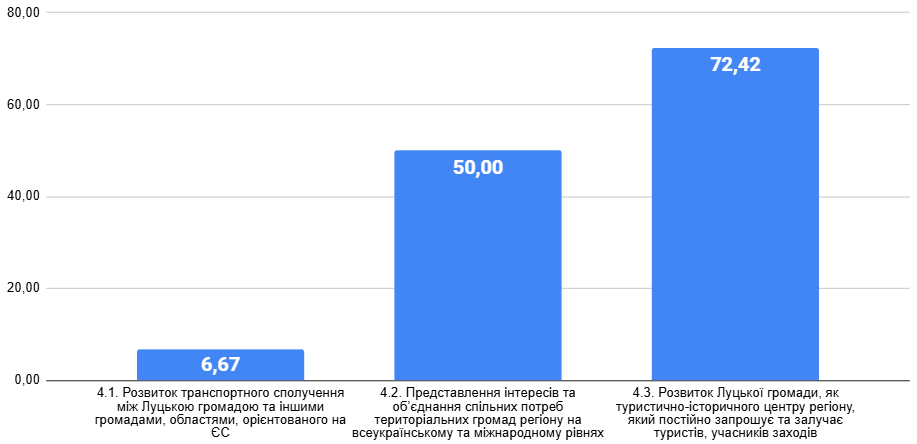 80,00
60,00
40,00
20,00
0,00
6,67
50,00
72,42
4.1. Розвиток транспортного сполучення
між Луцькою громадою та іншими
громадами, областями, орієнтованого на
ЄС
4.2. Представлення інтересів та
об'єднання спільних потреб
територіальних громад регіону на
всеукраїнському та міжнародному рівнях
4.3. Розвиток Луцької громади, як
туристично-історичного центру регіону,
який постійно запрошує та залучає
туристів, учасників заходів